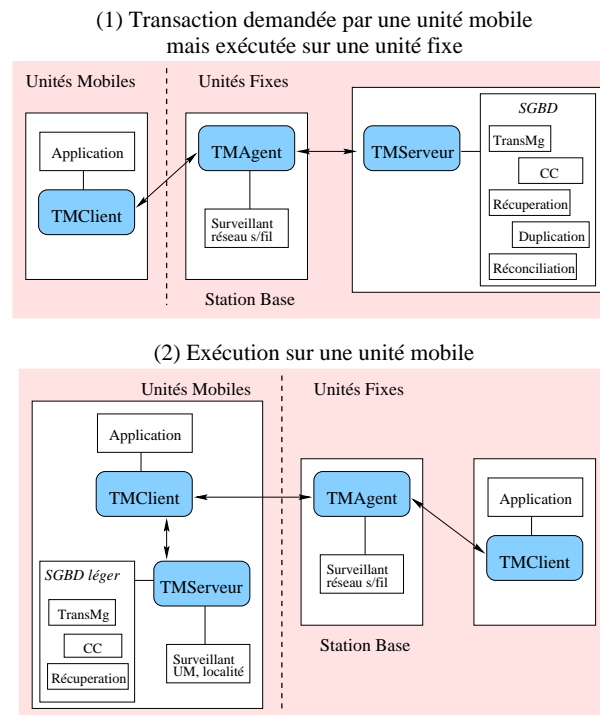 (1) Transaction demandée par une unité mobile
mais exécutée sur une unité fixe
Unités Mobiles
Unités Fixes
Application
TMClient
TMAgent
Surveillant
réseau s/fil
Station Base
TMServeur
SGBD
TransMg
CC
Récuperation
Duplication
Réconciliation
(2) Exécution sur une unité mobile
Unités Mobiles
Unités Fixes
Application
TMClient
SGBD léger
TransMg
CC
Récuperation
TMServeur
Surveillant
UM, localité
TMAgent
Surveillant
réseau s/fil
Station Base
Application
TMClient